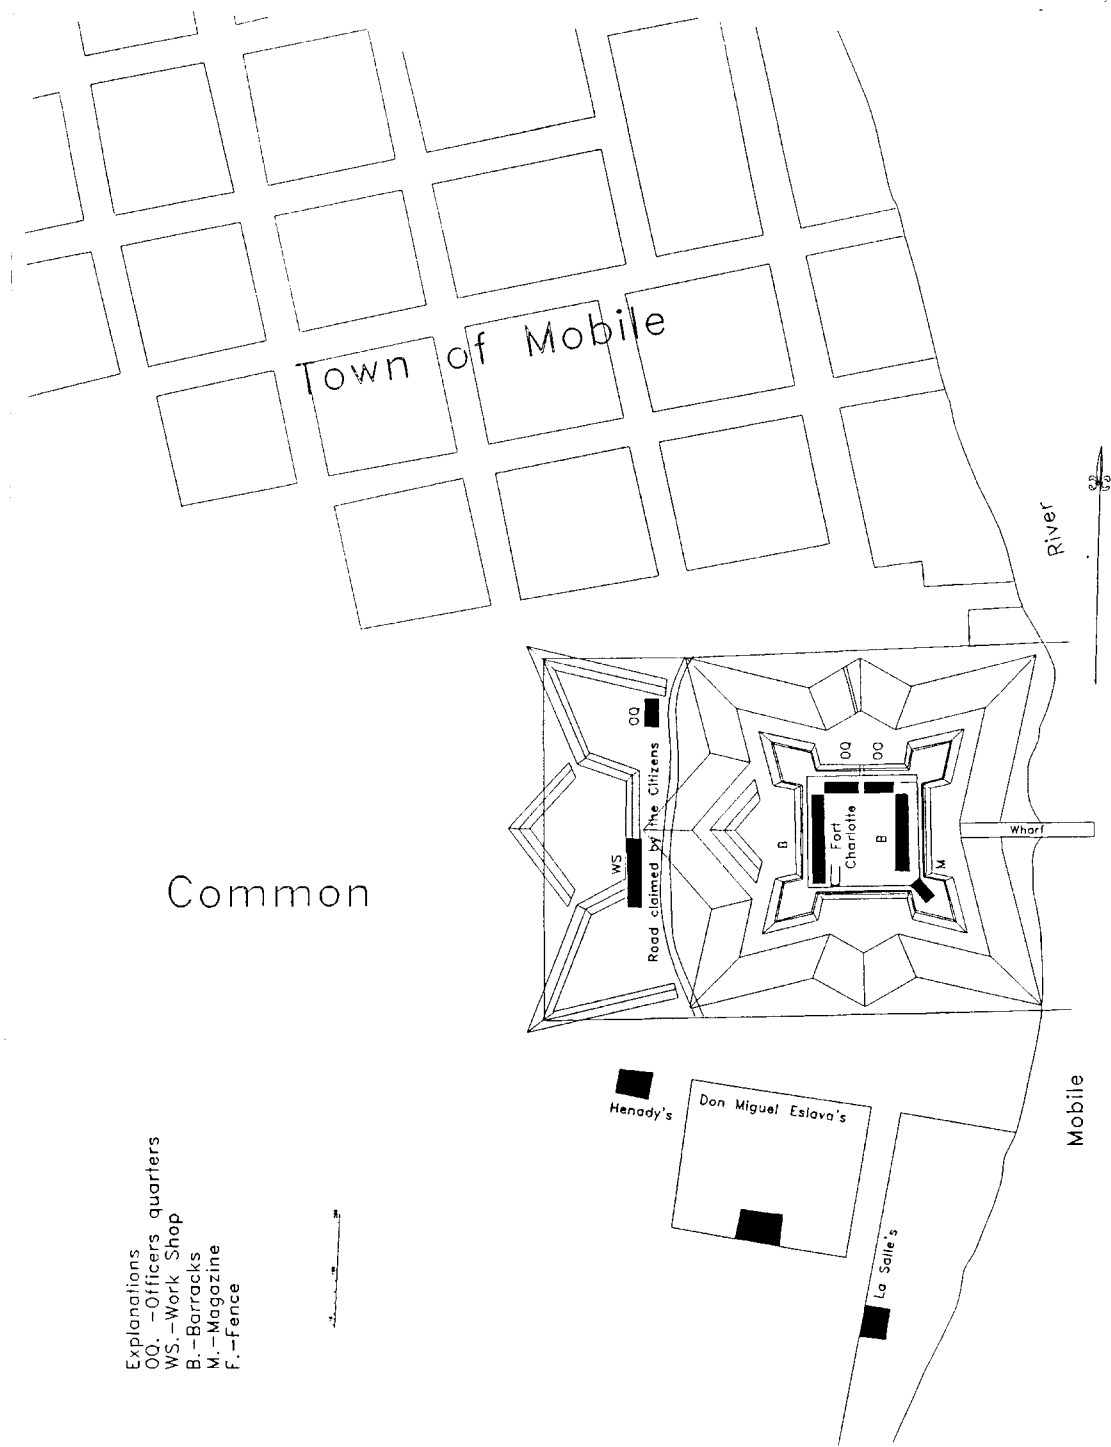 Town of Mobile
River
Common
OQ
WS
Road claimed by the Citizens
OQ
OQ
B
Fort
Charlotte
B
M
Wharf
Henady's
Don Miguel Eslava's
La Salle's
Mobile
Explanations
OQ. -Officers quarters
WS.-Work Shop
B.-Barracks
M.-Magazine
F.-Fence